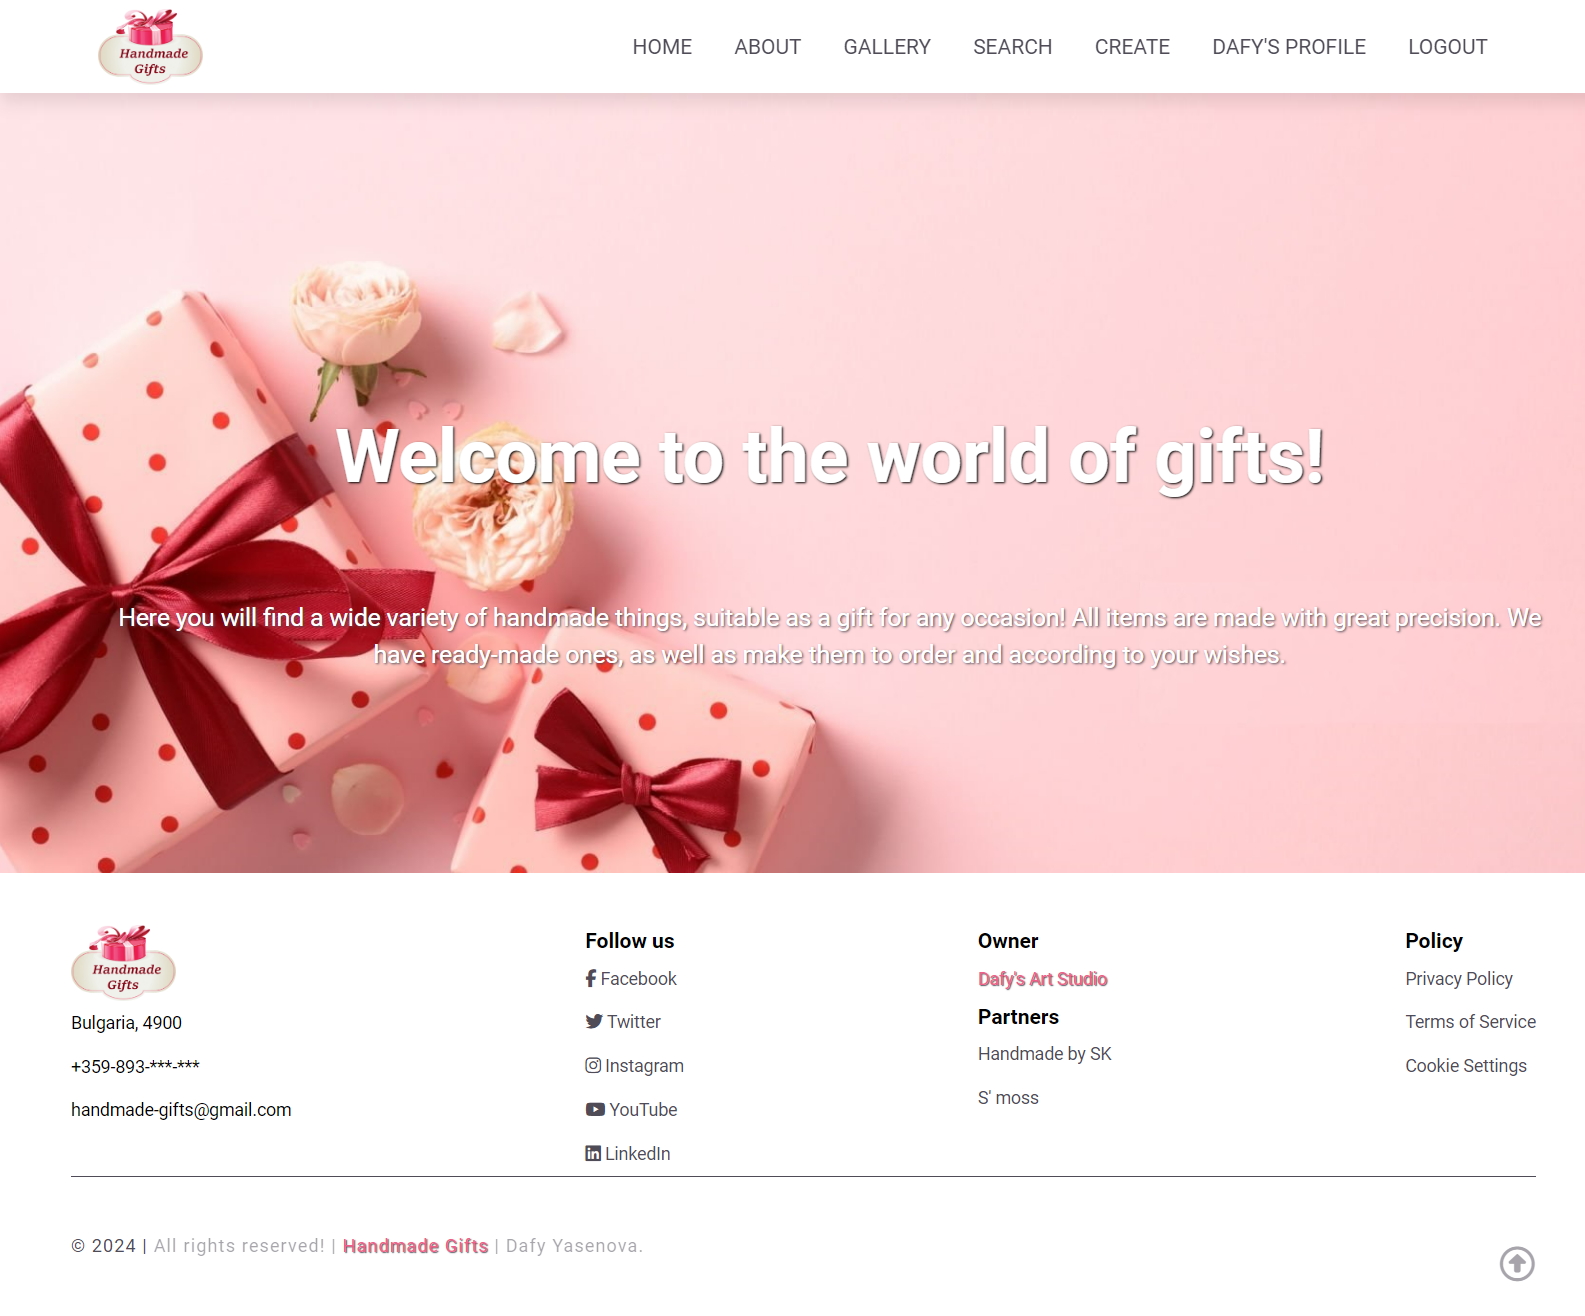 Handmade
Gifts
HOME ABOUT GALLERY SEARCH CREATE DAFY'S PROFILE LOGOUT
Welcome to the world of gifts!
Here you will find a wide variety of handmade things, suitable as a gift for any occasion! All items are made with great precision. We
have ready-made ones, as well as make them to order and according to your wishes.
Handmade
Gifts
Bulgaria, 4900
+359-893-***-***
handmade-gifts@gmail.com
Follow us
Facebook
Twitter
Instagram
YouTube
LinkedIn
Owner
Dafy's Art Studio
Partners
Handmade by SK
S' moss
Policy
Privacy Policy
Terms of Service
Cookie Settings
© 2024 | All rights reserved! | Handmade Gifts | Dafy Yasenova.